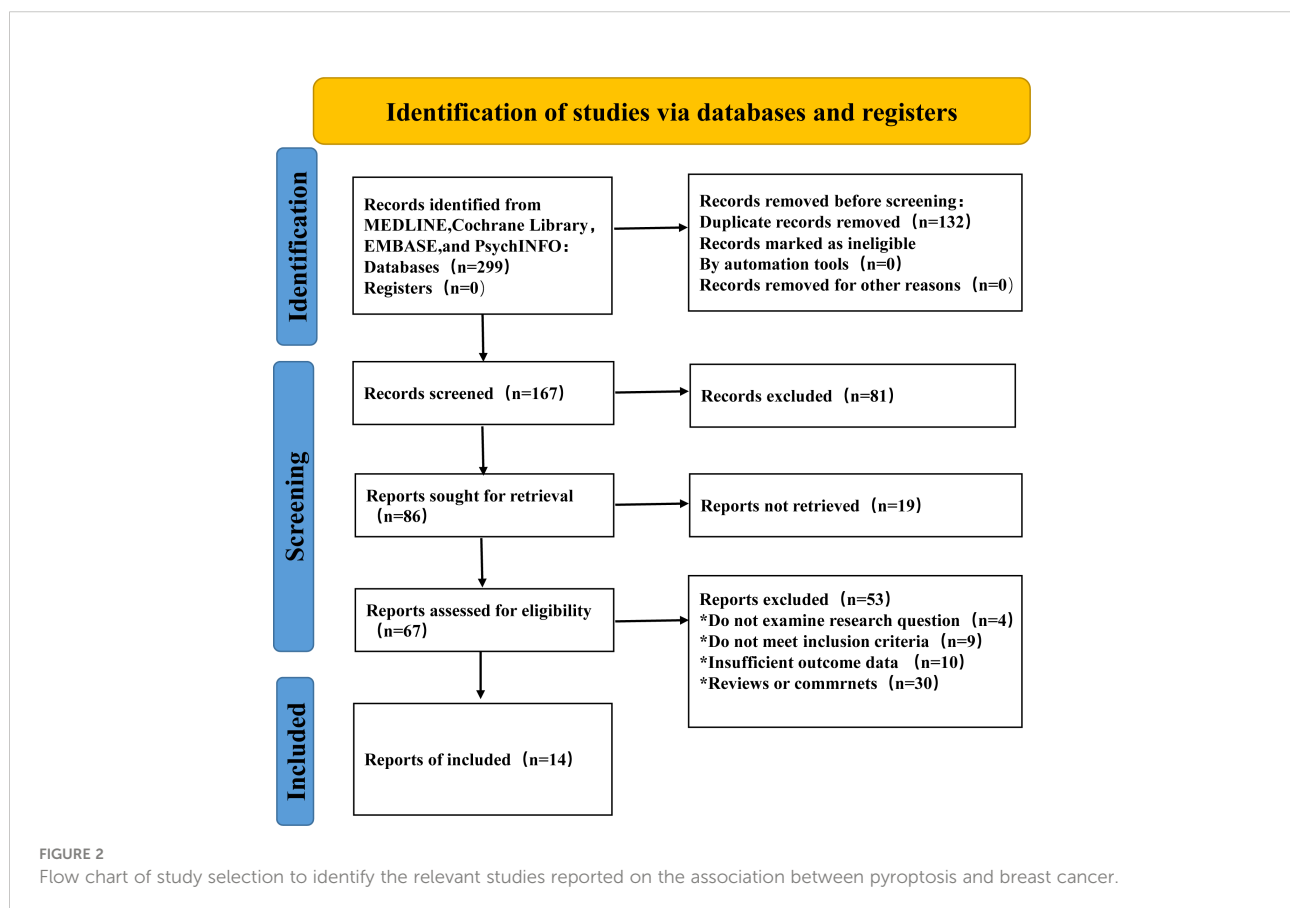 Identification of studies via databases and registers
Identification
Records identified from
MEDLINE,Cochrane Library，
EMBASE,and PsychINFO：
Databases（n=299）
Registers（n=0）
Records removed before screening：
Duplicate records removed（n=132）
Records marked as ineligible
By automation tools（n=0）
Records removed for other reasons（n=0）
Screening
Records screened（n=167）
Records excluded（n=81）
Reports sought for retrieval
（n=86）
Reports not retrieved（n=19）
Reports assessed for eligibility
（n=67）
Reports excluded（n=53）
*Do not examine research question（n=4）
*Do not meet inclusion criteria（n=9）
*Insufficient outcome data（n=10）
*Reviews or commrnets（n=30）
Included
Reports of included（n=14）
FIGURE 2
Flow chart of study selection to identify the relevant studies reported on the association between pyroptosis and breast cancer.